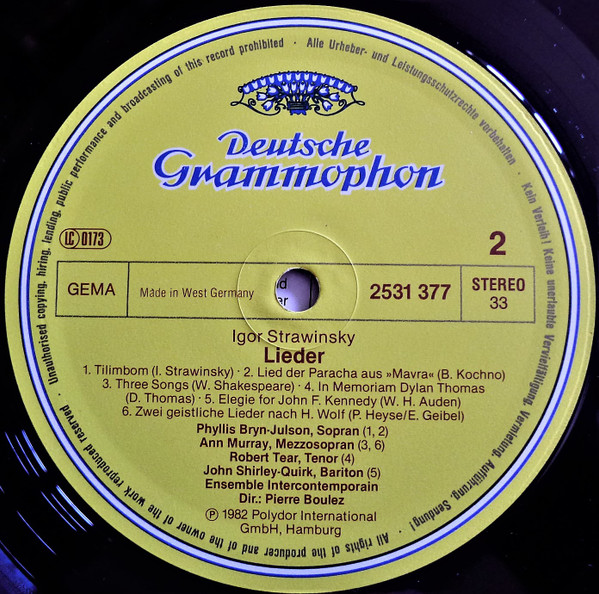 Unauthorised copying, hiring, lending, public performance and broadcasting of this record prohibited · Alle Urheber- und Leistungsschutzrechte vorbehalten · Kein Verleih! Keine unerlaubte Vervielfältigung, Vermietung, Aufführung, Sendung! · All rights of the producer and of the owner of the work reproduced reserved ·
Deutsche
Grammophon
LC 0173
2
GEMA
Made in West Germany
2531 377
STEREO
33
Igor Strawinsky
Lieder
1. Tilimbom (I. Strawinsky) · 2. Lied der Paracha aus »Mavra« (B. Kochno)
3. Three Songs (W. Shakespeare) · 4. In Memoriam Dylan Thomas
(D. Thomas) · 5. Elegie for John F. Kennedy (W. H. Auden)
6. Zwei geistliche Lieder nach H. Wolf (P. Heyse/E. Geibel)
Phyllis Bryn-Julson, Sopran (1, 2)
Ann Murray, Mezzosopran (3, 6)
Robert Tear, Tenor (4)
John Shirley-Quirk, Bariton (5)
Ensemble Intercontemporain
Dir.: Pierre Boulez
℗ 1982 Polydor International
GmbH, Hamburg